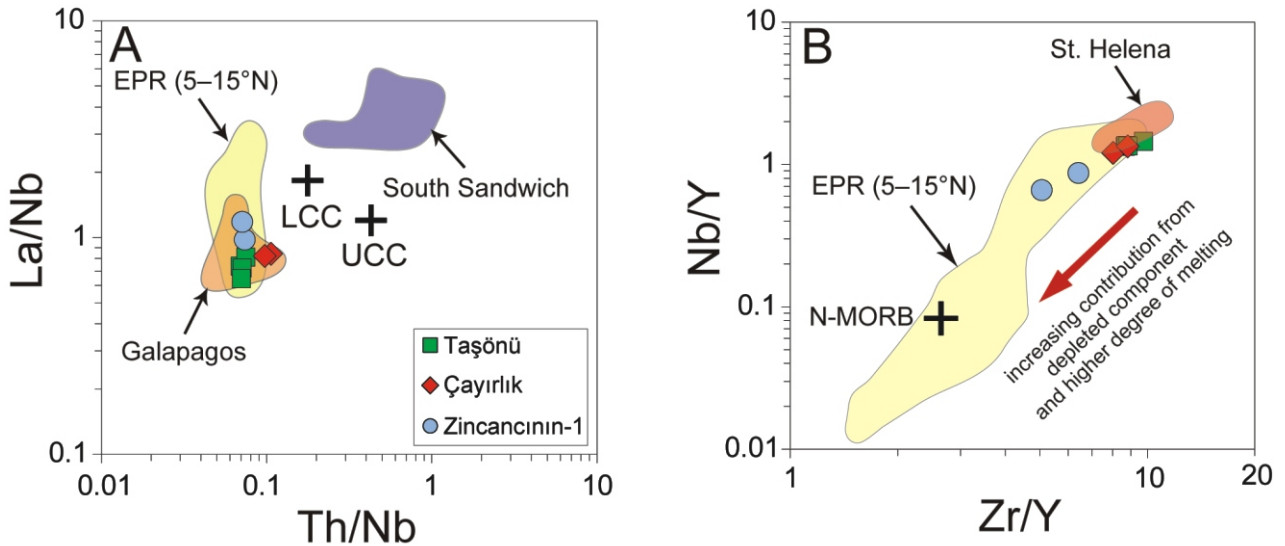 A
10
1
0.1
La/Nb
EPR (5–15°N)
South Sandwich
LCC
UCC
Galapagos
Taşönü
Çayırlık
Zincancının-1
0.01
0.1
1
10
Th/Nb
B
10
1
0.1
0.01
Nb/Y
St. Helena
EPR (5–15°N)
N-MORB
increasing contribution from
depleted component
and higher degree of melting
1
10
20
Zr/Y